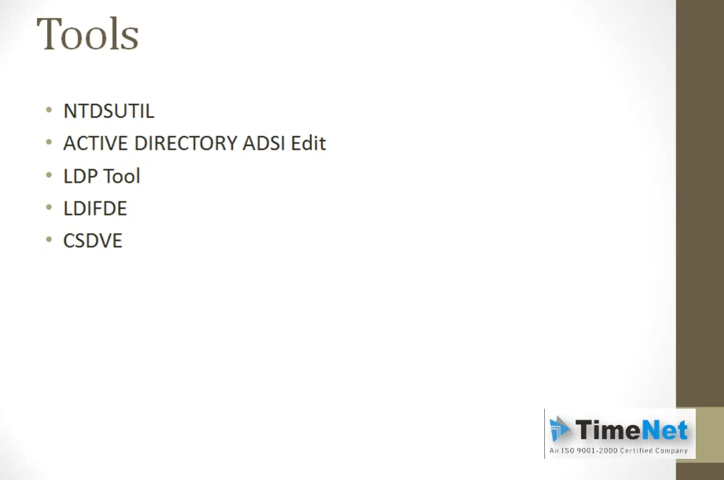 Tools
• NTDSUTIL
• ACTIVE DIRECTORY ADSI Edit
• LDP Tool
• LDIFDE
• CSDVE
TimeNet
An ISO 9001-2000 Certified Company